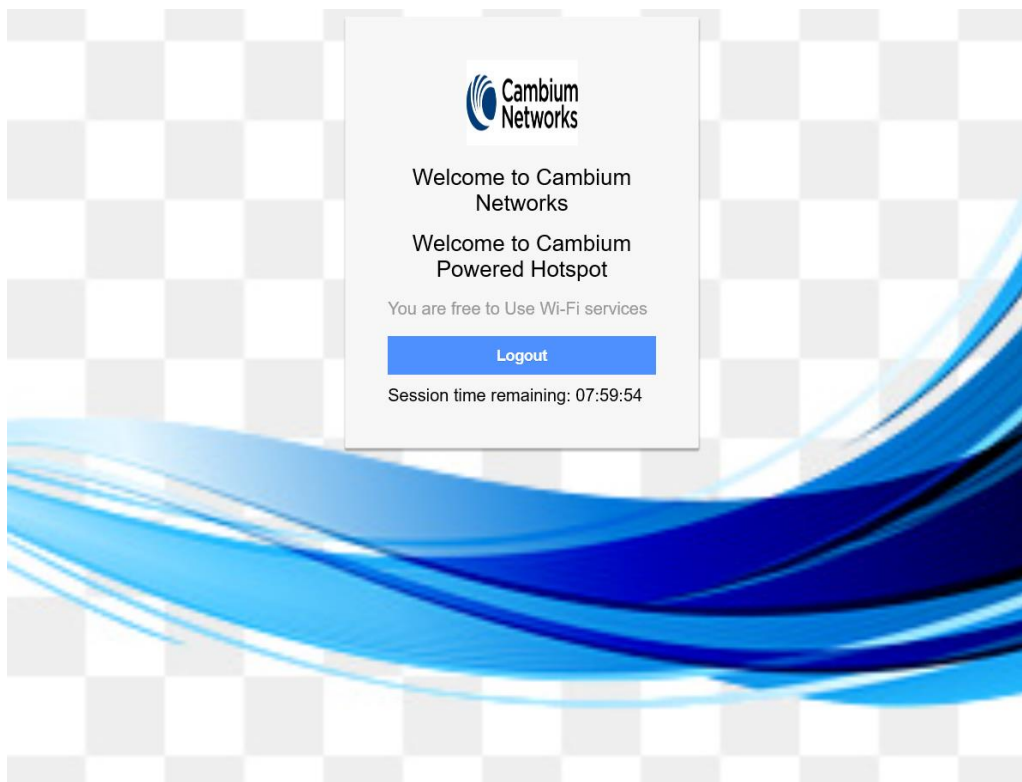 Cambium
Networks
Welcome to Cambium
Networks
Welcome to Cambium
Powered Hotspot
You are free to Use Wi-Fi services
Logout
Session time remaining: 07:59:54